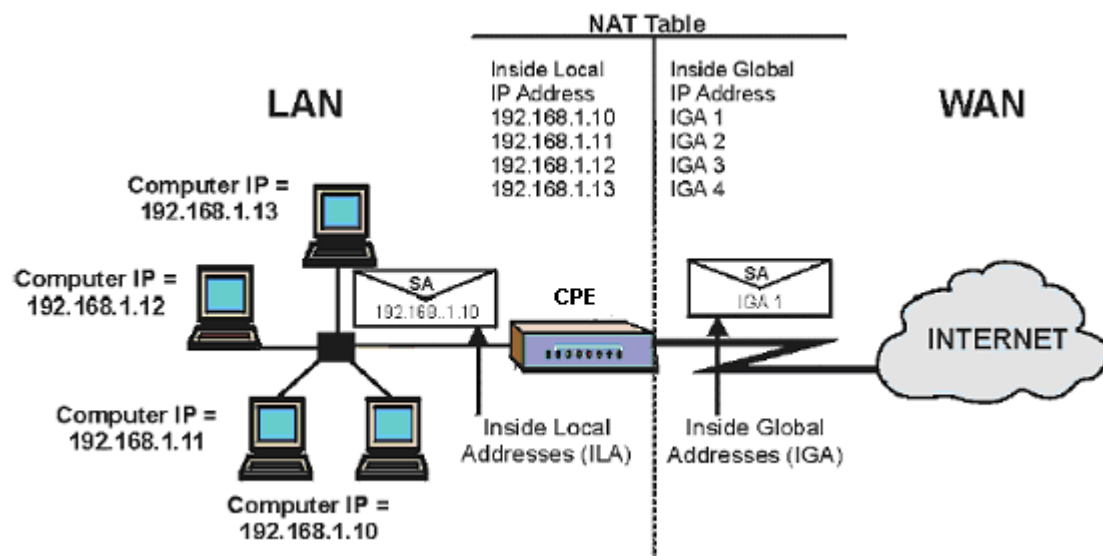 NAT Table
Inside Local
IP Address
192.168.1.10
192.168.1.11
192.168.1.12
192.168.1.13
Inside Global
IP Address
IGA 1
IGA 2
IGA 3
IGA 4
LAN
WAN
Computer IP =
192.168.1.13
Computer IP =
192.168.1.12
Computer IP =
192.168.1.11
Computer IP =
192.168.1.10
SA
192.168..1.10
CPE
SA
IGA 1
INTERNET
Inside Local
Addresses (ILA)
Inside Global
Addresses (IGA)